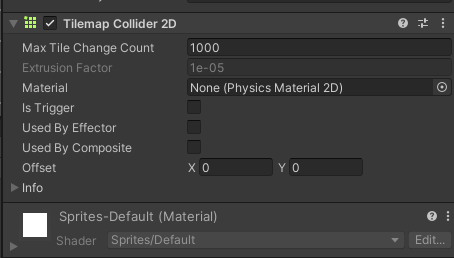 Tilemap Collider 2D
Max Tile Change Count 1000
Extrusion Factor 1e-05
Material None (Physics Material 2D)
Is Trigger
Used By Effector
Used By Composite
Offset X 0 Y 0
Info
Sprites-Default (Material)
Shader Sprites/Default Edit...